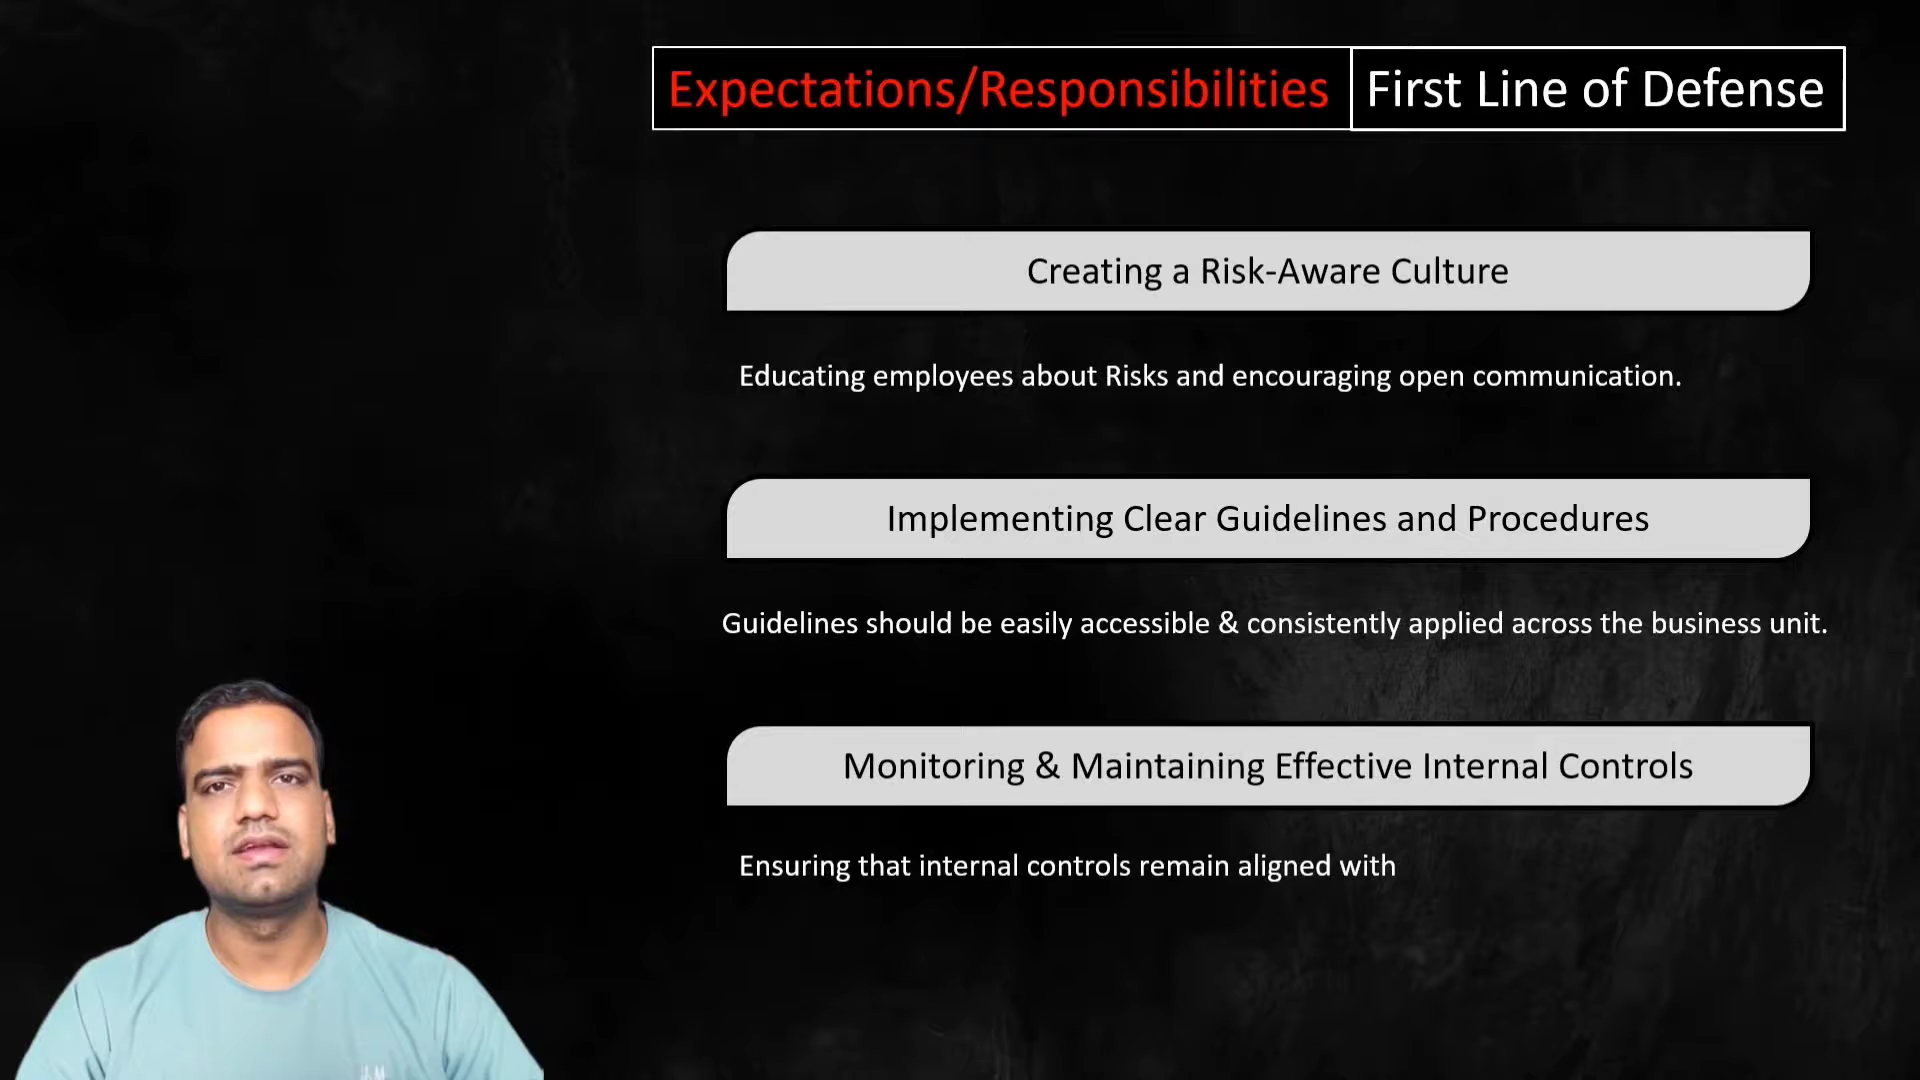 Expectations/Responsibilities First Line of Defense
Creating a Risk-Aware Culture
Educating employees about Risks and encouraging open communication.
Implementing Clear Guidelines and Procedures
Guidelines should be easily accessible & consistently applied across the business unit.
Monitoring & Maintaining Effective Internal Controls
Ensuring that internal controls remain aligned with